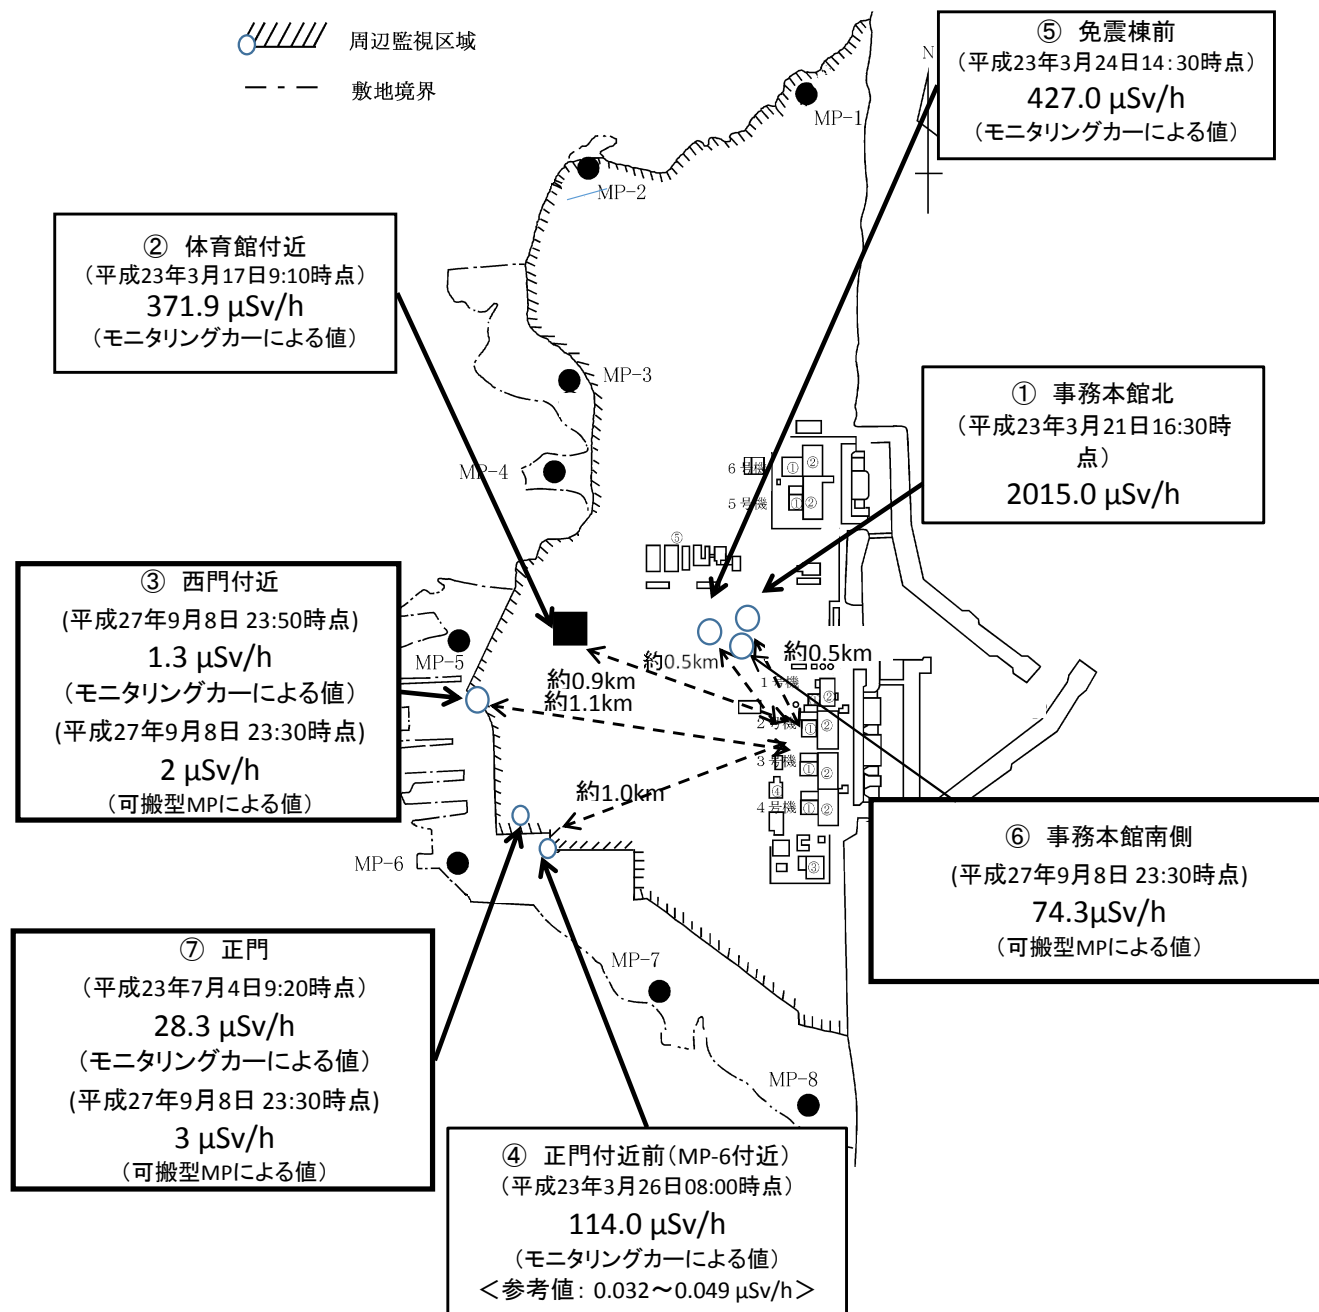 周辺監視区域
敷地境界
⑤ 免震棟前
(平成23年3月24日14:30時点)
427.0 μSv/h
(モニタリングカーによる値)
N
MP-1
MP-2
② 体育館付近
(平成23年3月17日9:10時点)
371.9 μSv/h
(モニタリングカーによる値)
MP-3
① 事務本館北
(平成23年3月21日16:30時
点)
2015.0 μSv/h
MP-4
6号機
①
②
5号機
①
②
⑤
③ 西門付近
(平成27年9月8日 23:50時点)
1.3 μSv/h
(モニタリングカーによる値)
(平成27年9月8日 23:30時点)
2 μSv/h
(可搬型MPによる値)
MP-5
約0.5km
約0.5km
約0.9km
約1.1km
約1.0km
1号機
②
2号機
①
②
3号機
①
②
④
4号機
①
②
③
MP-6
⑥ 事務本館南側
(平成27年9月8日 23:30時点)
74.3μSv/h
(可搬型MPによる値)
⑦ 正門
(平成23年7月4日9:20時点)
28.3 μSv/h
(モニタリングカーによる値)
(平成27年9月8日 23:30時点)
3 μSv/h
(可搬型MPによる値)
MP-7
MP-8
④ 正門付近前(MP-6付近)
(平成23年3月26日08:00時点)
114.0 μSv/h
(モニタリングカーによる値)
<参考値: 0.032~0.049 μSv/h>